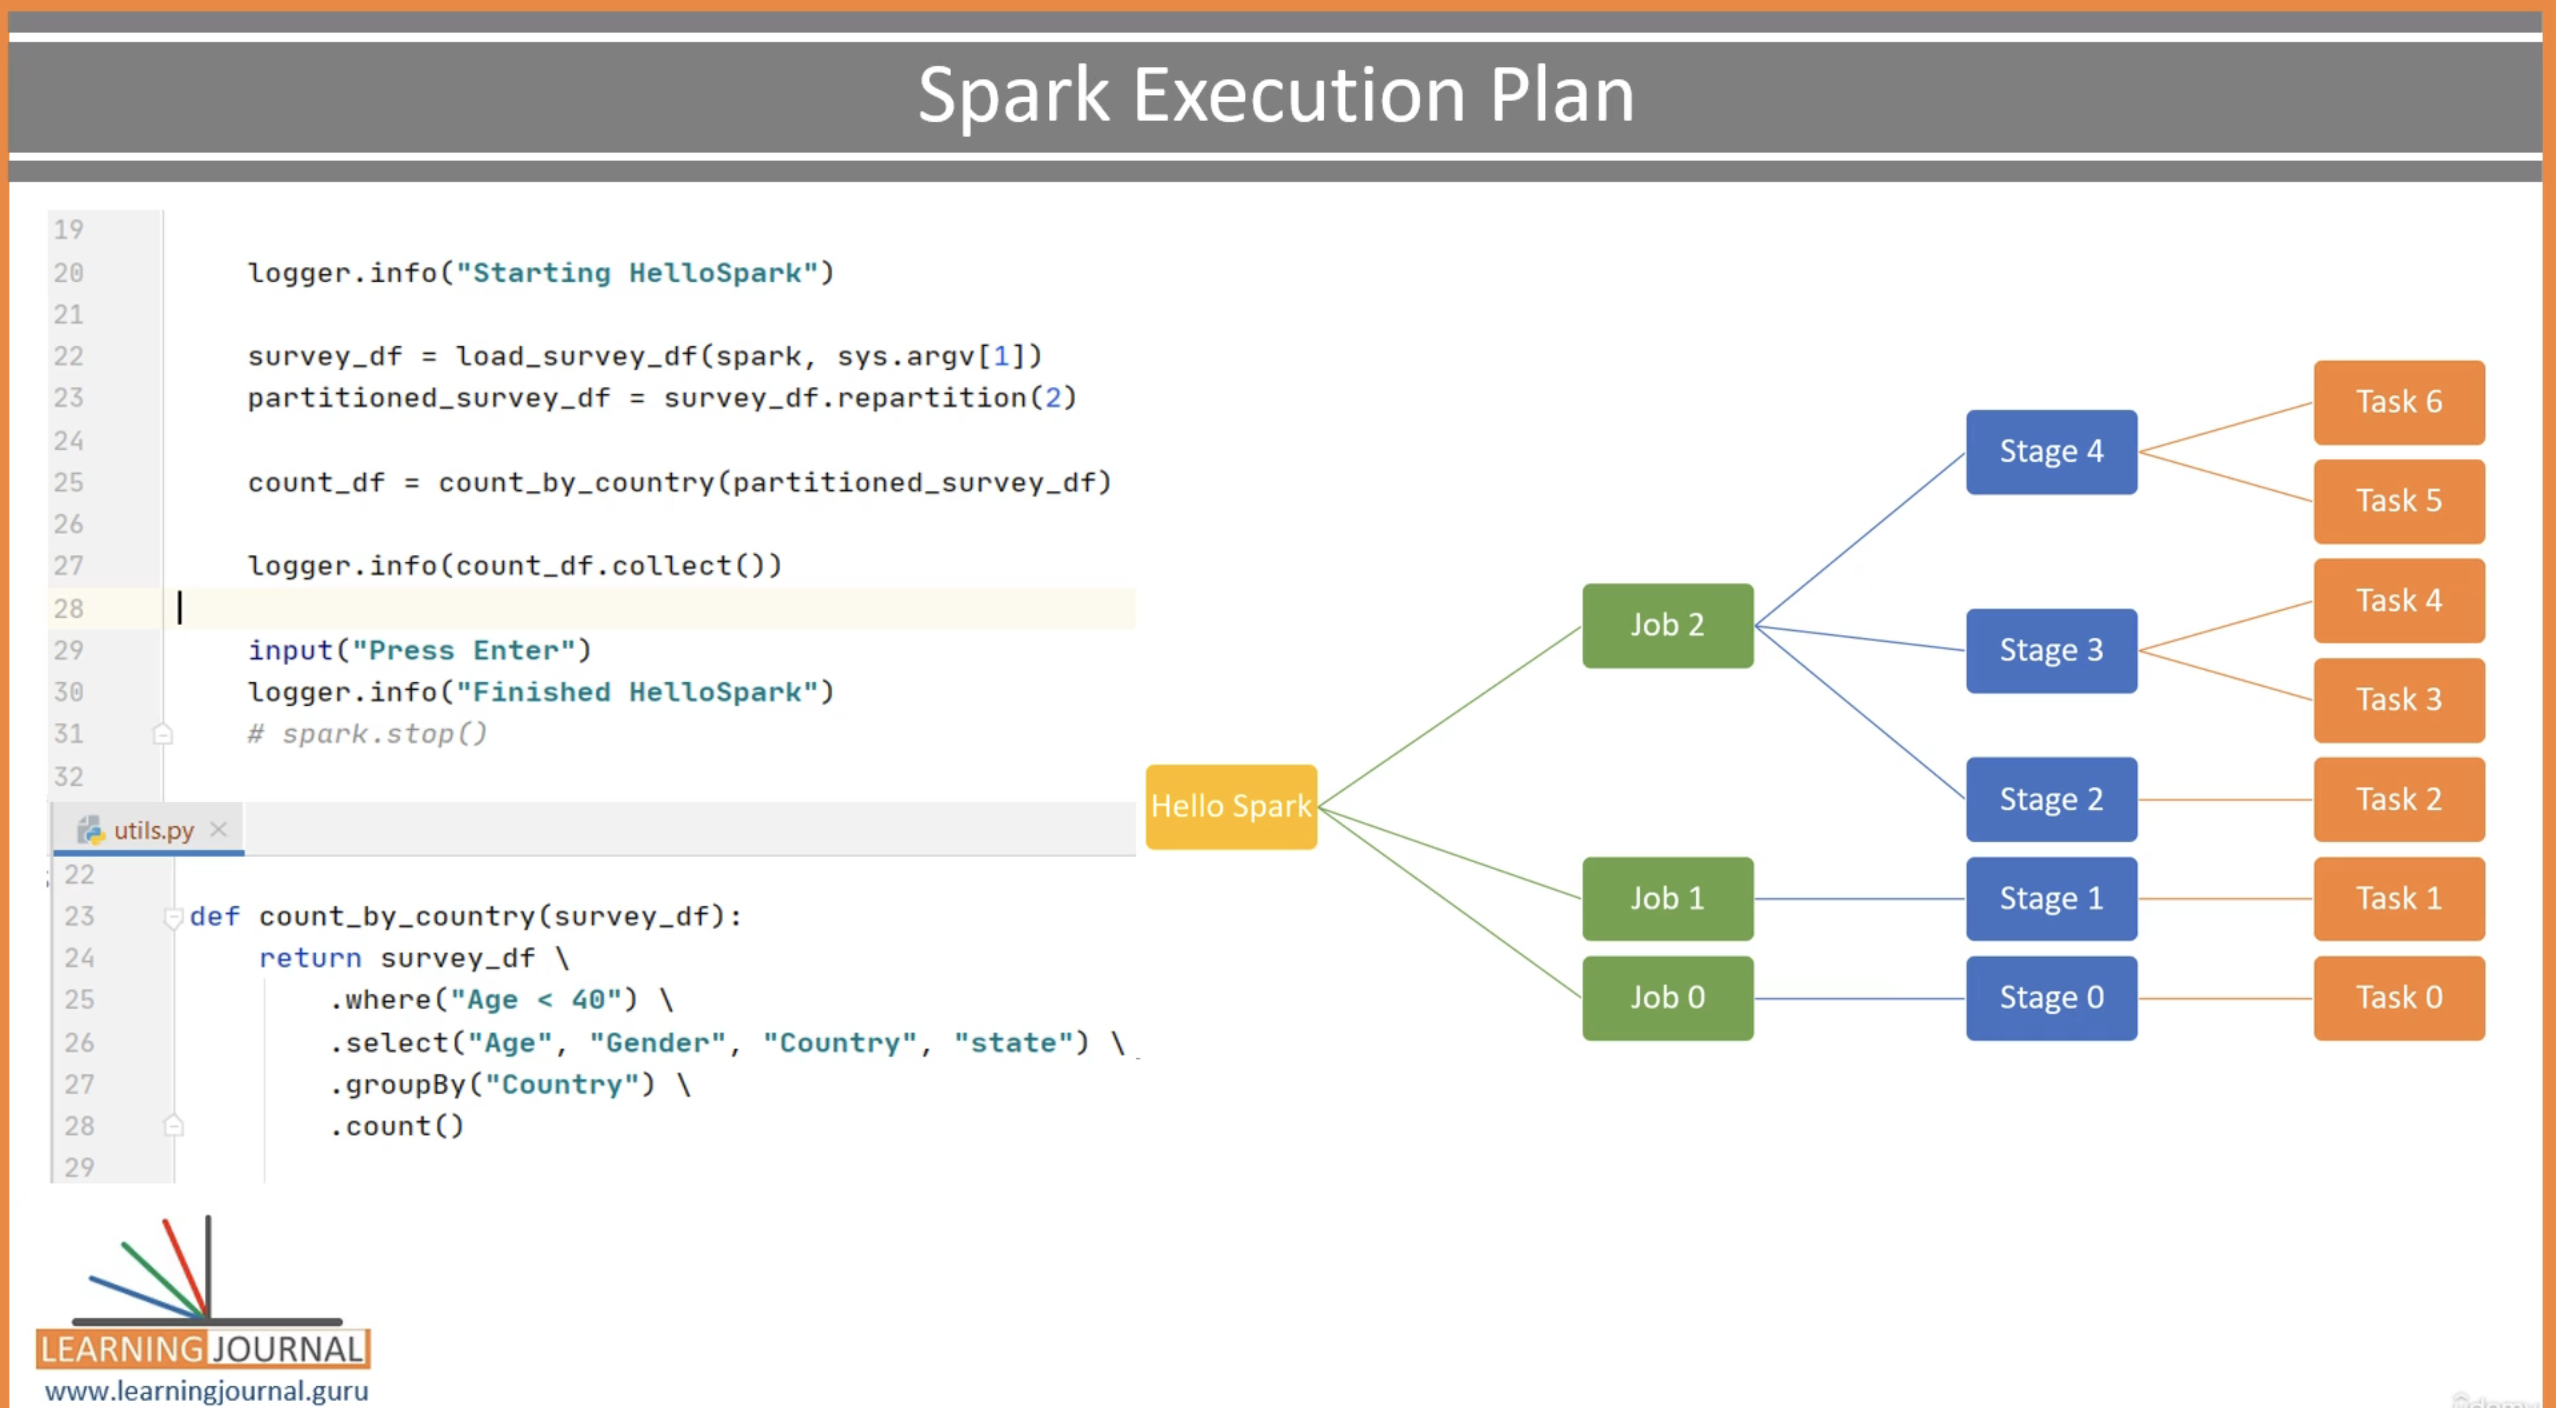 Spark Execution Plan
19
20 logger.info("Starting HelloSpark")
21
22 survey_df = load_survey_df(spark, sys.argv[1])
23 partitioned_survey_df = survey_df.repartition(2)
24
25 count_df = count_by_country(partitioned_survey_df)
26
27 logger.info(count_df.collect())
28
29 input("Press Enter")
30 logger.info("Finished HelloSpark")
31 # spark.stop()
32
utils.py
22
23 def count_by_country(survey_df):
24 return survey_df \
25 .where("Age < 40") \
26 .select("Age", "Gender", "Country", "state") \
27 .groupBy("Country") \
28 .count()
29
Hello Spark
Job 2
Job 1
Job 0
Stage 4
Stage 3
Stage 2
Stage 1
Stage 0
Task 6
Task 5
Task 4
Task 3
Task 2
Task 1
Task 0
LEARNING JOURNAL
www.learningjournal.guru